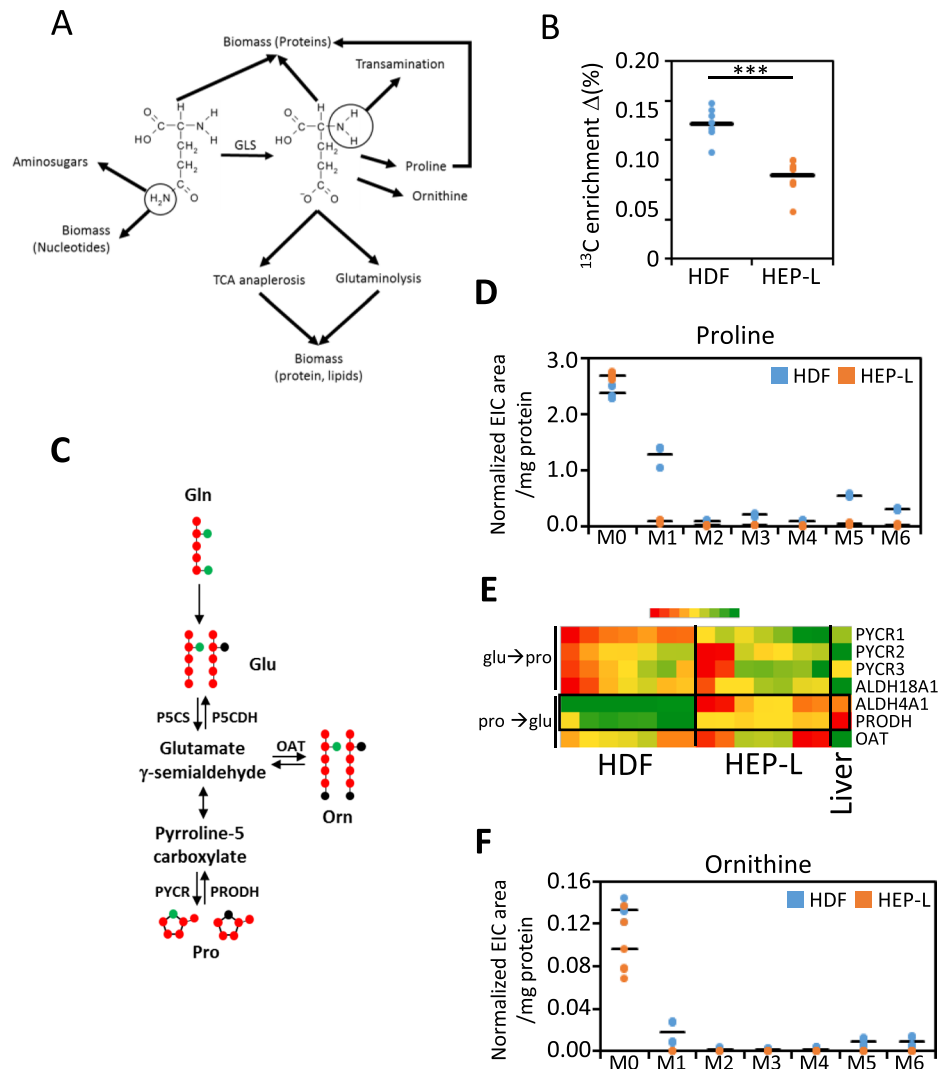 A
Biomass (Proteins)
Transamination
H
H
O
C
C
N
H
HO
H
CH₂
CH₂
H₂N
C
O
GLS
H
H
O
C
C
N
H
HO
CH₂
CH₂
⁻O
C
O
Aminosugars
Biomass
(Nucleotides)
Proline
Ornithine
TCA anaplerosis
Glutaminolysis
Biomass
(protein, lipids)
B
¹³C enrichment Δ(%)
0.20
0.15
0.10
0.05
0
***
HDF
HEP-L
C
Gln
Glu
P5CS
P5CDH
Glutamate
γ-semialdehyde
OAT
Orn
Pyrroline-5
carboxylate
PYCR
PRODH
Pro
D
Proline
Normalized EIC area
/mg protein
3.0
2.0
1.0
0.0
HDF
HEP-L
M0 M1 M2 M3 M4 M5 M6
E
glu→pro
pro→glu
PYCR1
PYCR2
PYCR3
ALDH18A1
ALDH4A1
PRODH
OAT
HDF
HEP-L
Liver
F
Ornithine
Normalized EIC area
/mg protein
0.16
0.12
0.08
0.04
0.00
HDF
HEP-L
M0 M1 M2 M3 M4 M5 M6